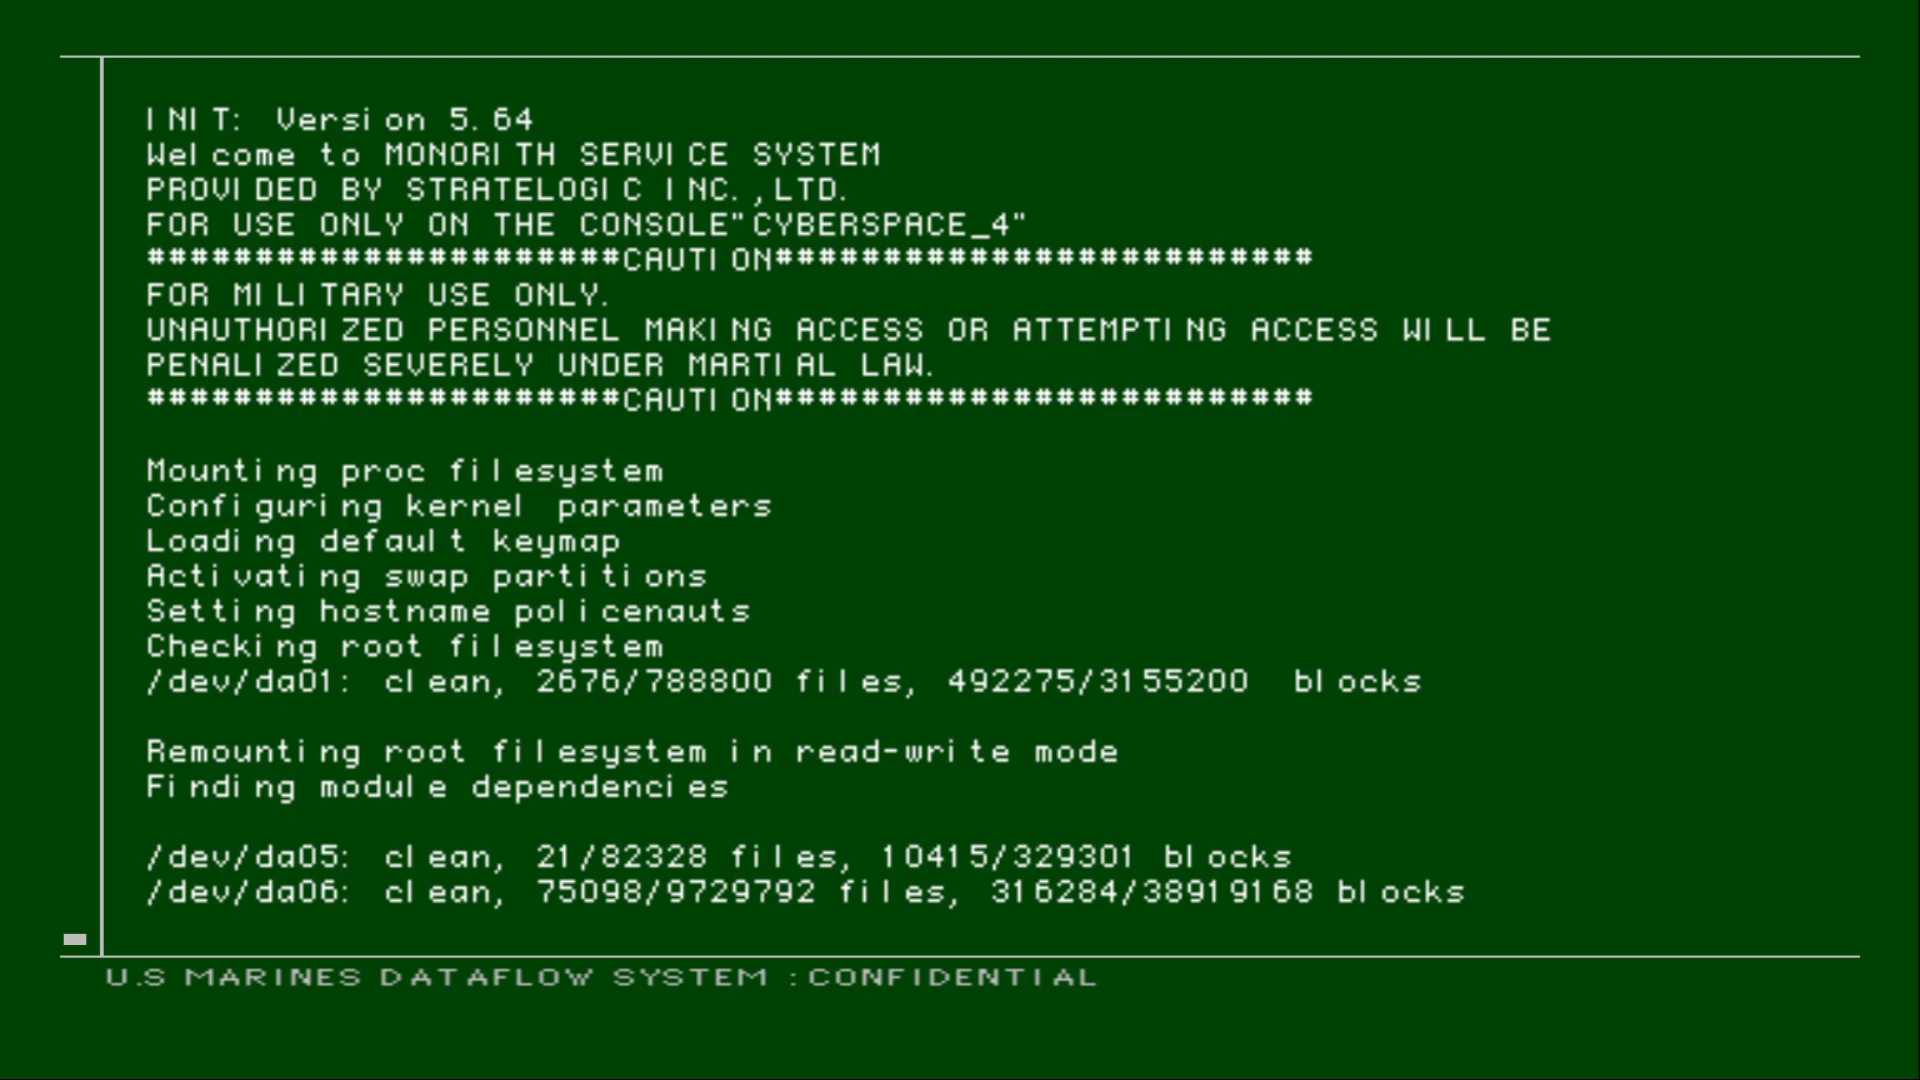 INIT: Version 5.64
Welcome to MONORITH SERVICE SYSTEM
PROVIDED BY STRATELOGIC INC.,LTD.
FOR USE ONLY ON THE CONSOLE"CYBERSPACE_4"
######################CAUTION#########################
FOR MILITARY USE ONLY.
UNAUTHORIZED PERSONNEL MAKING ACCESS OR ATTEMPTING ACCESS WILL BE
PENALIZED SEVERELY UNDER MARTIAL LAW.
######################CAUTION#########################
Mounting proc filesystem
Configuring kernel parameters
Loading default keymap
Activating swap partitions
Setting hostname policenauts
Checking root filesystem
/dev/da01: clean, 2676/788800 files, 492275/3155200 blocks
Remounting root filesystem in read-write mode
Finding module dependencies
/dev/da05: clean, 21/82328 files, 10415/329301 blocks
/dev/da06: clean, 75098/9729792 files, 316284/38919168 blocks
U.S MARINES DATAFLOW SYSTEM :CONFIDENTIAL